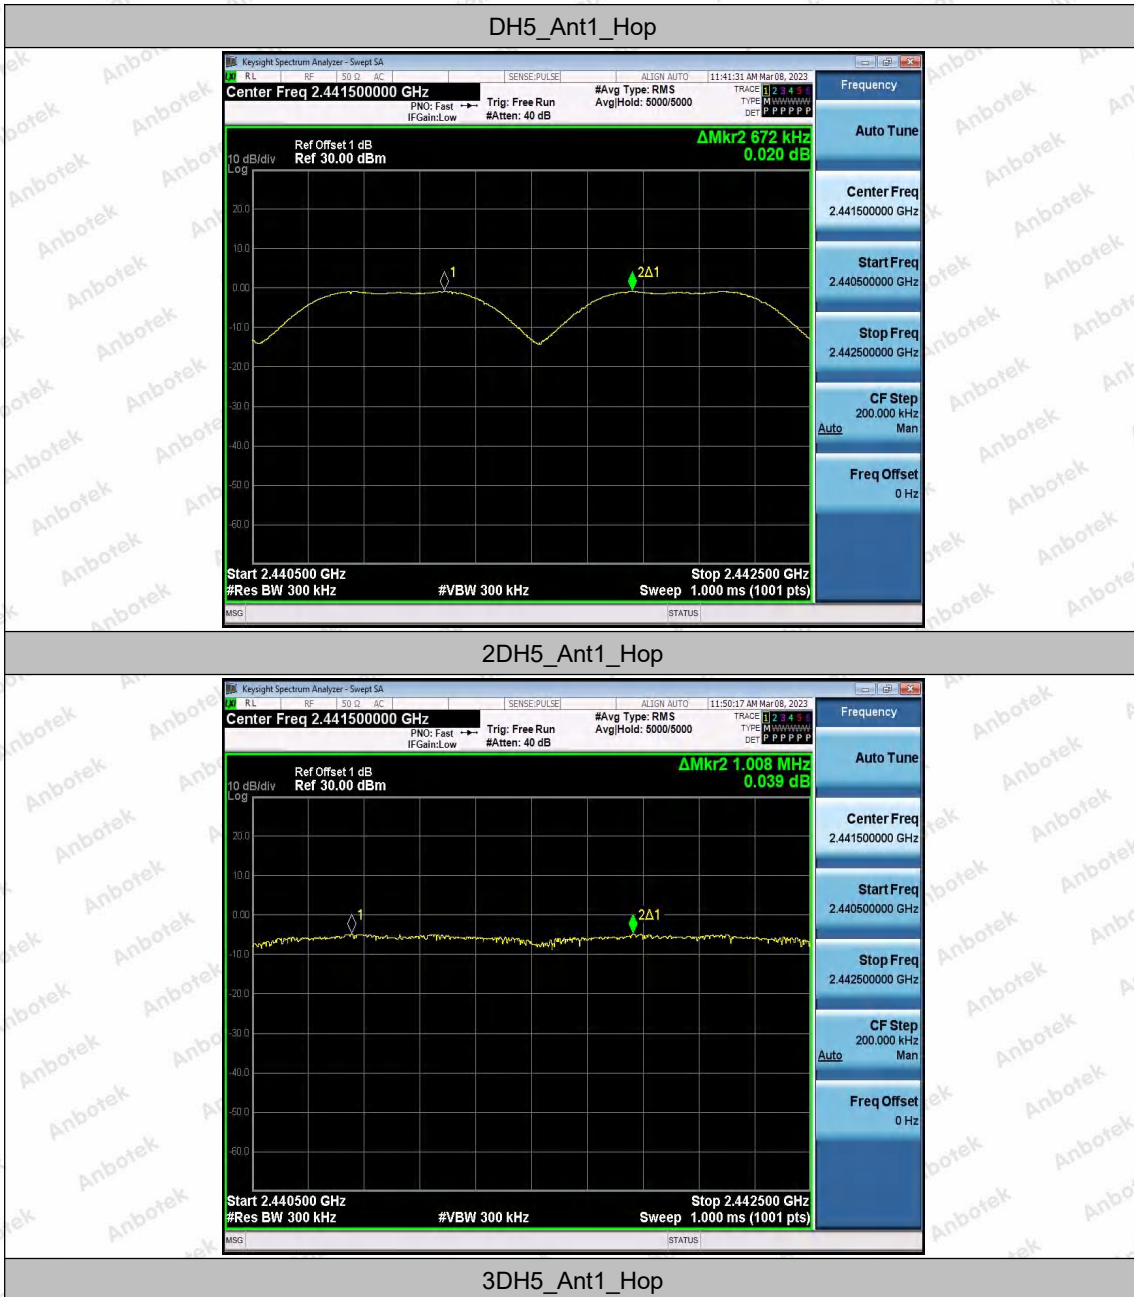 DH5_Ant1_Hop
Keysight Spectrum Analyzer - Swept SA
RL RF 50 Ω AC SENSE:PULSE ALIGN AUTO 11:41:31 AM Mar 08, 2023
Center Freq 2.441500000 GHz
PNO: Fast
IFGain:Low
Trig: Free Run
#Atten: 40 dB
#Avg Type: RMS
Avg|Hold: 5000/5000
TRACE 1 2 3 4 5 6
TYPE M WWWWW
DET P P P P P P
Frequency
ΔMkr2 672 kHz
0.020 dB
Ref Offset 1 dB
10 dB/div Ref 30.00 dBm
Log
20.0
10.0
0.00
-10.0
-20.0
-30.0
-40.0
-50.0
-60.0
1
2Δ1
Start 2.440500 GHz
Stop 2.442500 GHz
#Res BW 300 kHz
#VBW 300 kHz
Sweep 1.000 ms (1001 pts)
MSG
STATUS
Auto Tune
Center Freq
2.441500000 GHz
Start Freq
2.440500000 GHz
Stop Freq
2.442500000 GHz
CF Step
200.000 kHz
Auto Man
Freq Offset
0 Hz
2DH5_Ant1_Hop
Keysight Spectrum Analyzer - Swept SA
RL RF 50 Ω AC SENSE:PULSE ALIGN AUTO 11:50:17 AM Mar 08, 2023
Center Freq 2.441500000 GHz
PNO: Fast
IFGain:Low
Trig: Free Run
#Atten: 40 dB
#Avg Type: RMS
Avg|Hold: 5000/5000
TRACE 1 2 3 4 5 6
TYPE M WWWWW
DET P P P P P P
Frequency
ΔMkr2 1.008 MHz
0.039 dB
Ref Offset 1 dB
10 dB/div Ref 30.00 dBm
Log
20.0
10.0
0.00
-10.0
-20.0
-30.0
-40.0
-50.0
-60.0
1
2Δ1
Start 2.440500 GHz
Stop 2.442500 GHz
#Res BW 300 kHz
#VBW 300 kHz
Sweep 1.000 ms (1001 pts)
MSG
STATUS
Auto Tune
Center Freq
2.441500000 GHz
Start Freq
2.440500000 GHz
Stop Freq
2.442500000 GHz
CF Step
200.000 kHz
Auto Man
Freq Offset
0 Hz
3DH5_Ant1_Hop